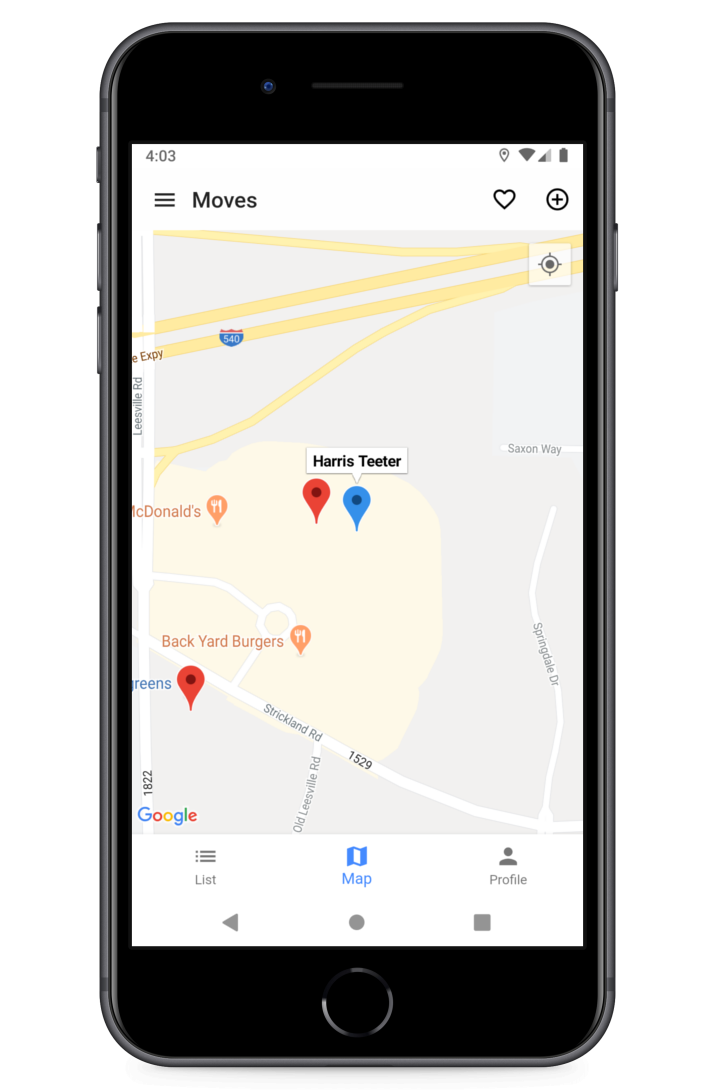 4:03
Moves
540
e Expy
Leesville Rd
Saxon Way
Harris Teeter
McDonald's
Back Yard Burgers
Springdale Dr
greens
Strickland Rd
1529
Old Leesville Rd
1822
Google
List
Map
Profile